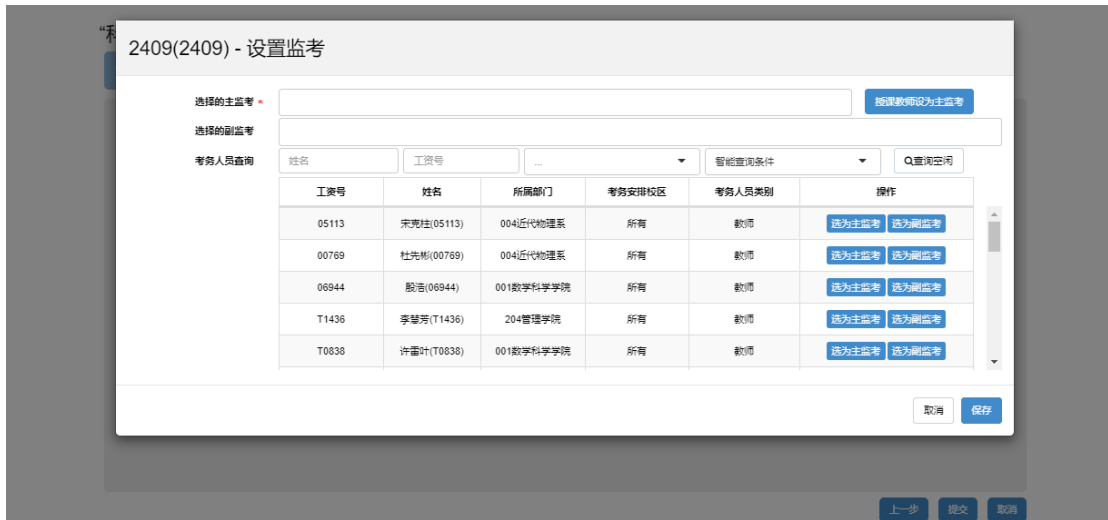 “科
2409(2409) - 设置监考
选择的主监考 * 授课教师设为主监考
选择的副监考
考务人员查询 姓名 工资号 ... 智能查询条件 查询空闲
工资号 姓名 所属部门 考务安排校区 考务人员类别 操作
05113 宋克柱(05113) 004近代物理系 所有 教师 选为主监考 选为副监考
00769 杜先彬(00769) 004近代物理系 所有 教师 选为主监考 选为副监考
06944 殷浩(06944) 001数学科学学院 所有 教师 选为主监考 选为副监考
T1436 李慧芳(T1436) 204管理学院 所有 教师 选为主监考 选为副监考
T0838 许雷叶(T0838) 001数学科学学院 所有 教师 选为主监考 选为副监考
取消 保存
上一步 提交 取消